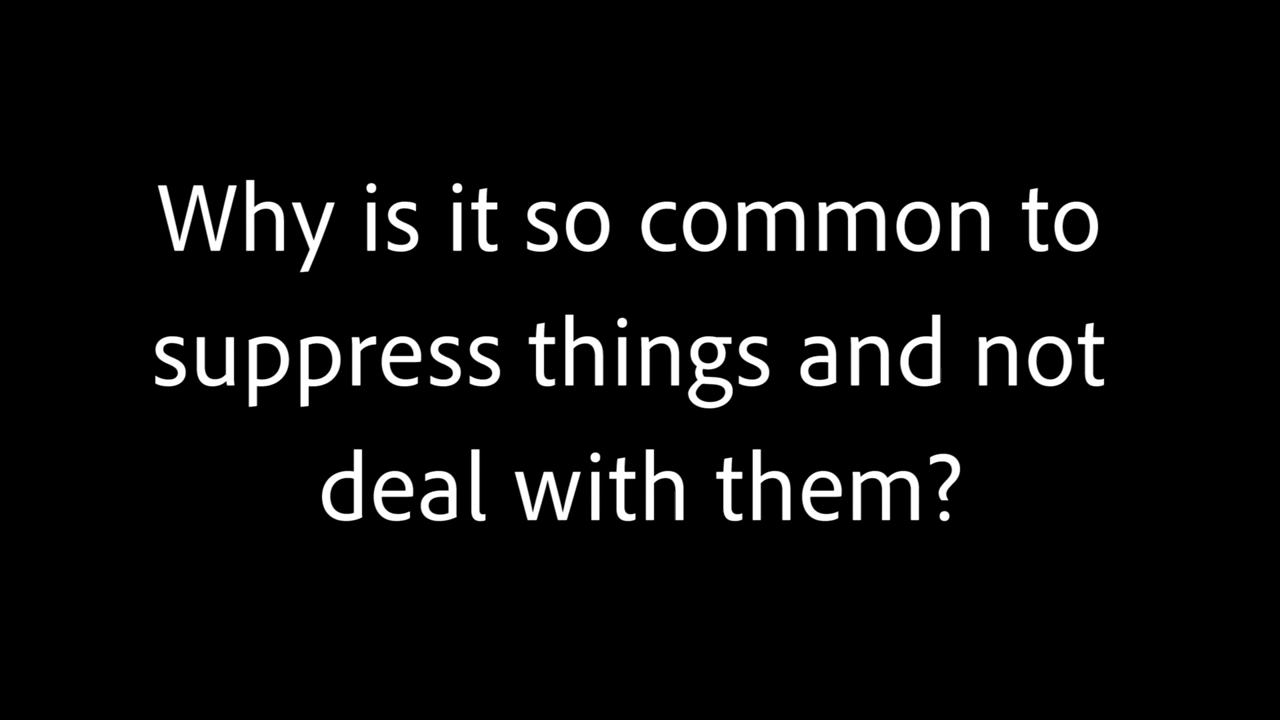 Why is it so common to
suppress things and not
deal with them?